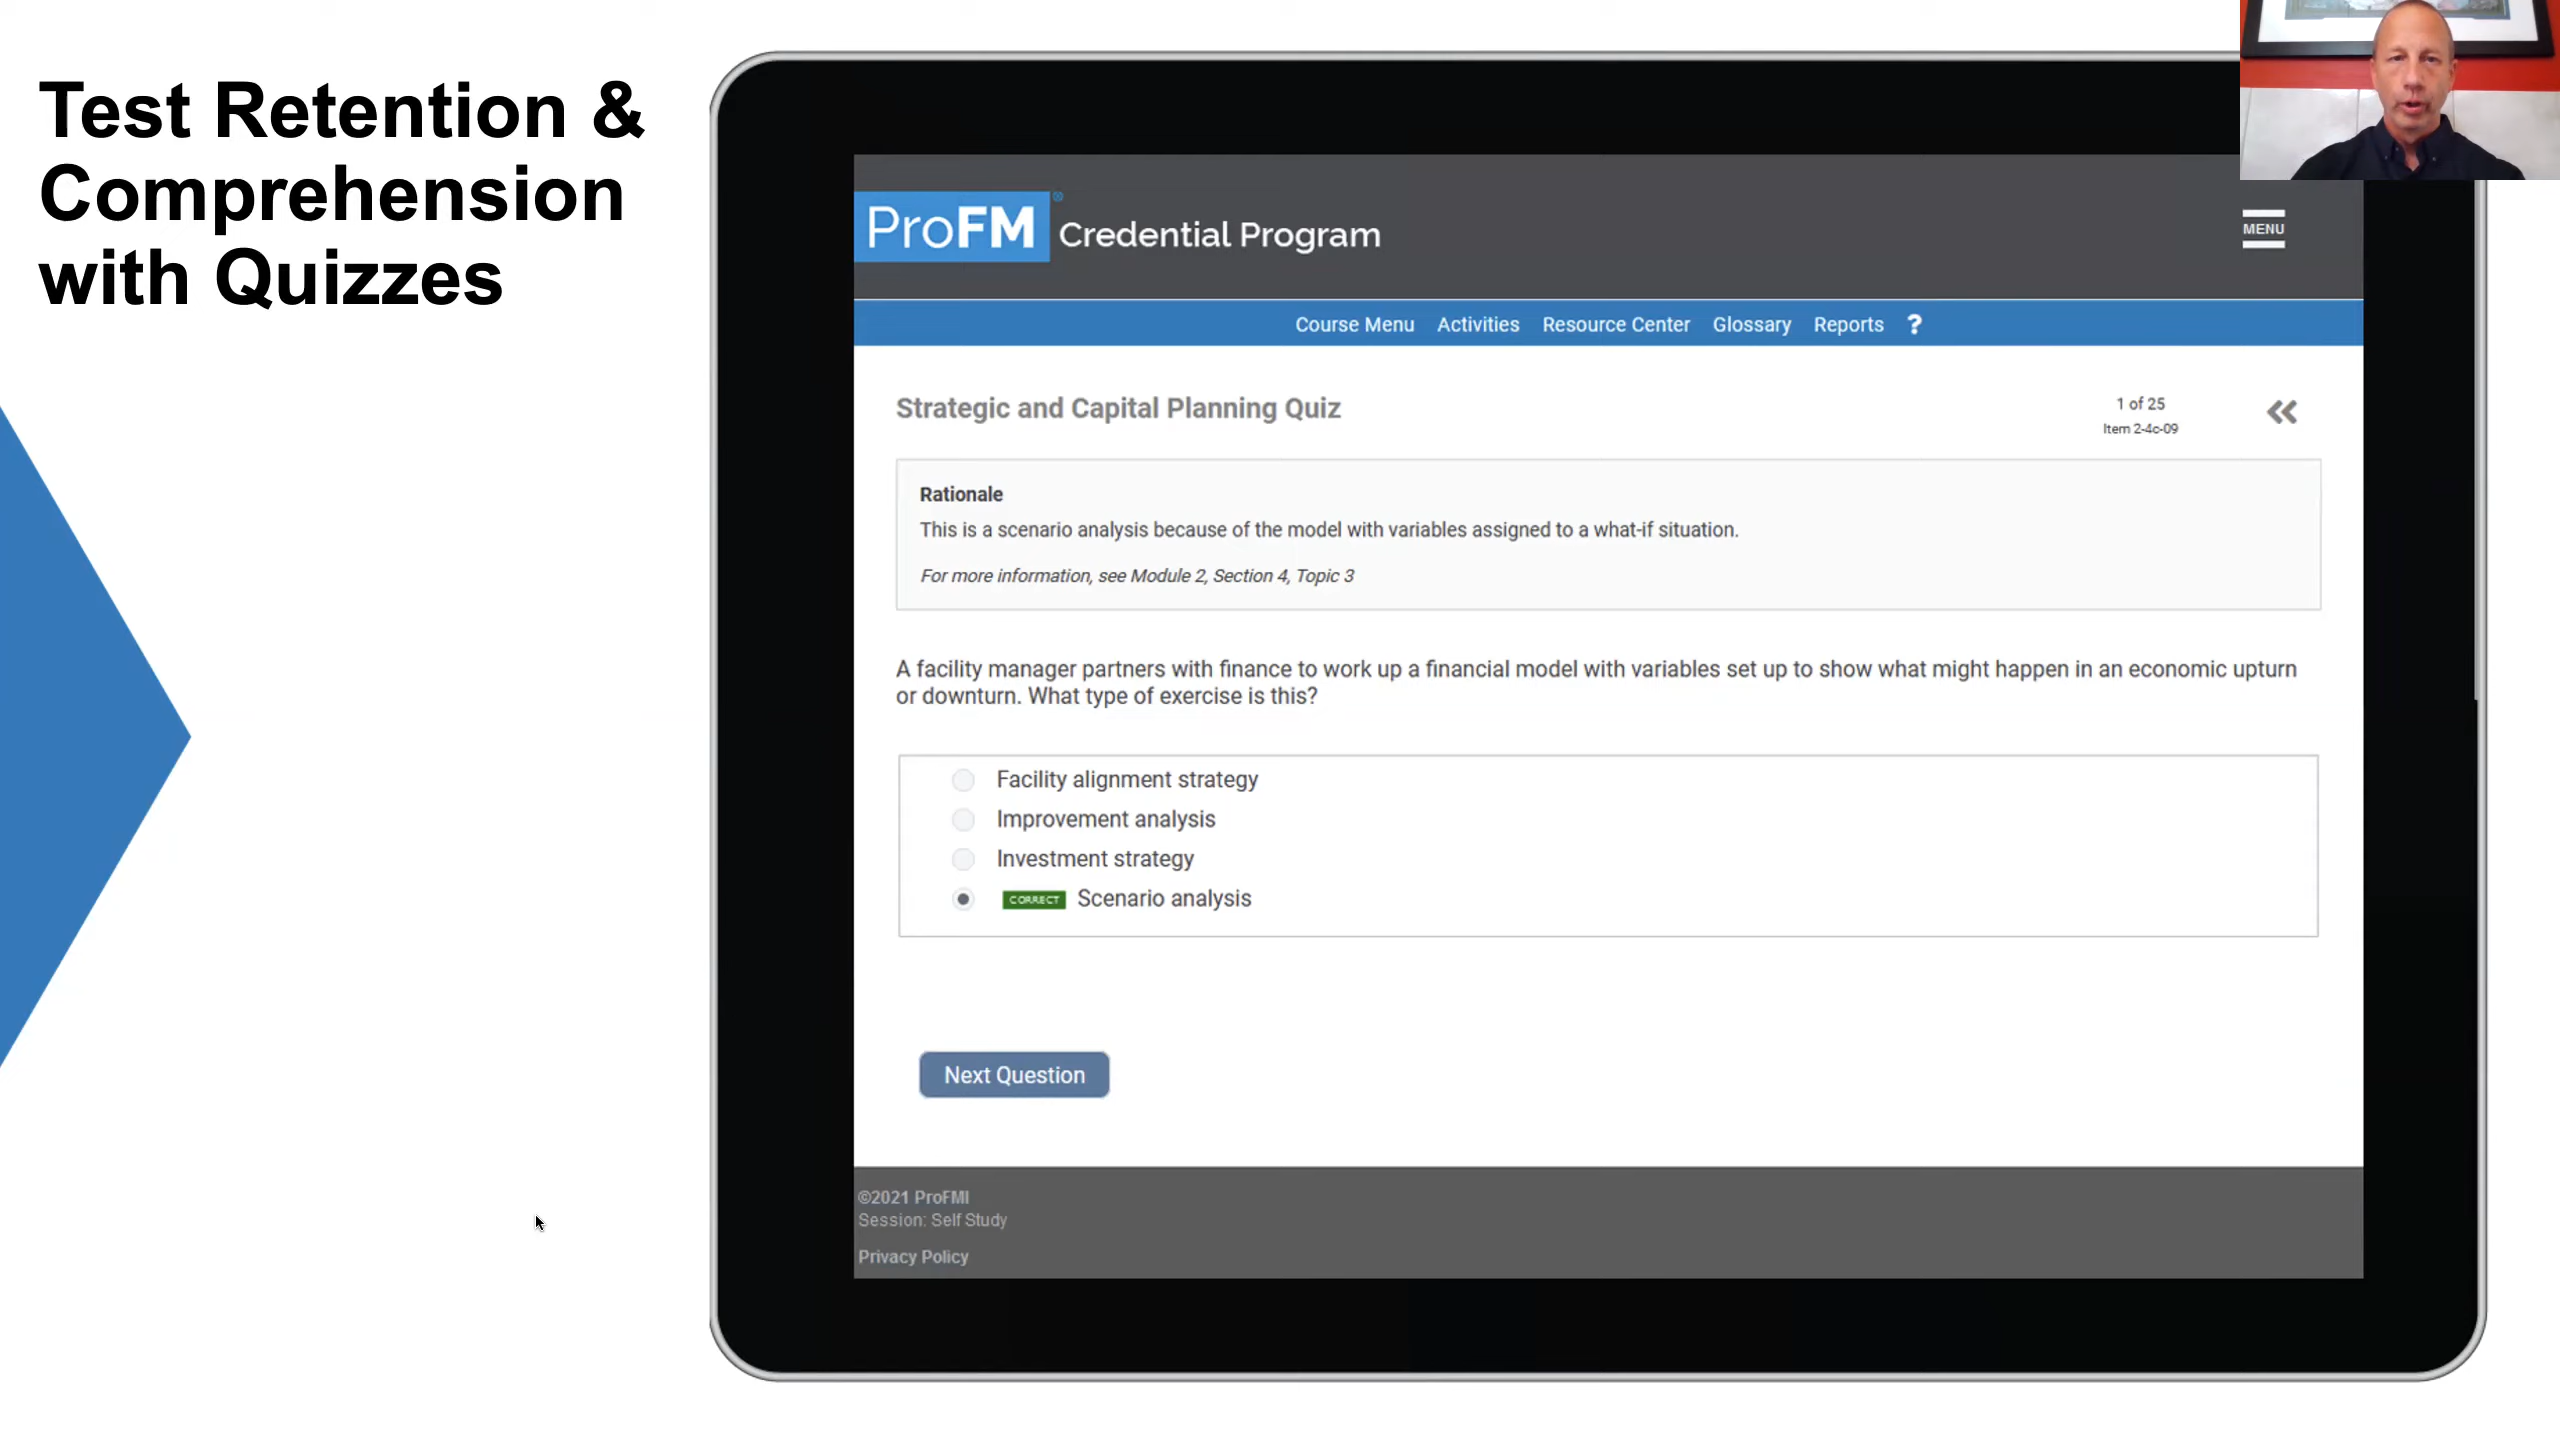 Test Retention &
Comprehension
with Quizzes
ProFM® Credential Program
MENU
Course Menu Activities Resource Center Glossary Reports ?
Strategic and Capital Planning Quiz
1 of 25
Item 2-4c-09
Rationale
This is a scenario analysis because of the model with variables assigned to a what-if situation.
For more information, see Module 2, Section 4, Topic 3
A facility manager partners with finance to work up a financial model with variables set up to show what might happen in an economic upturn
or downturn. What type of exercise is this?
Facility alignment strategy
Improvement analysis
Investment strategy
CORRECT Scenario analysis
Next Question
©2021 ProFMI
Session: Self Study
Privacy Policy